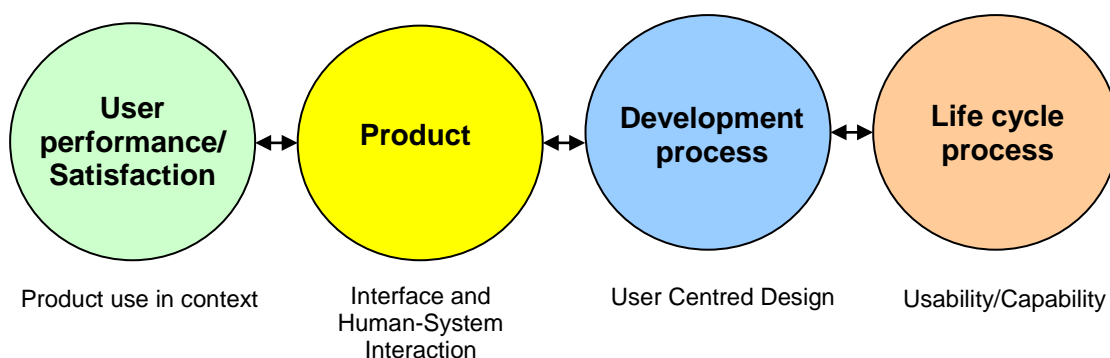 User
performance/
Satisfaction
Product
Development
process
Life cycle
process
Product use in context
Interface and
Human-System
Interaction
User Centred Design
Usability/Capability